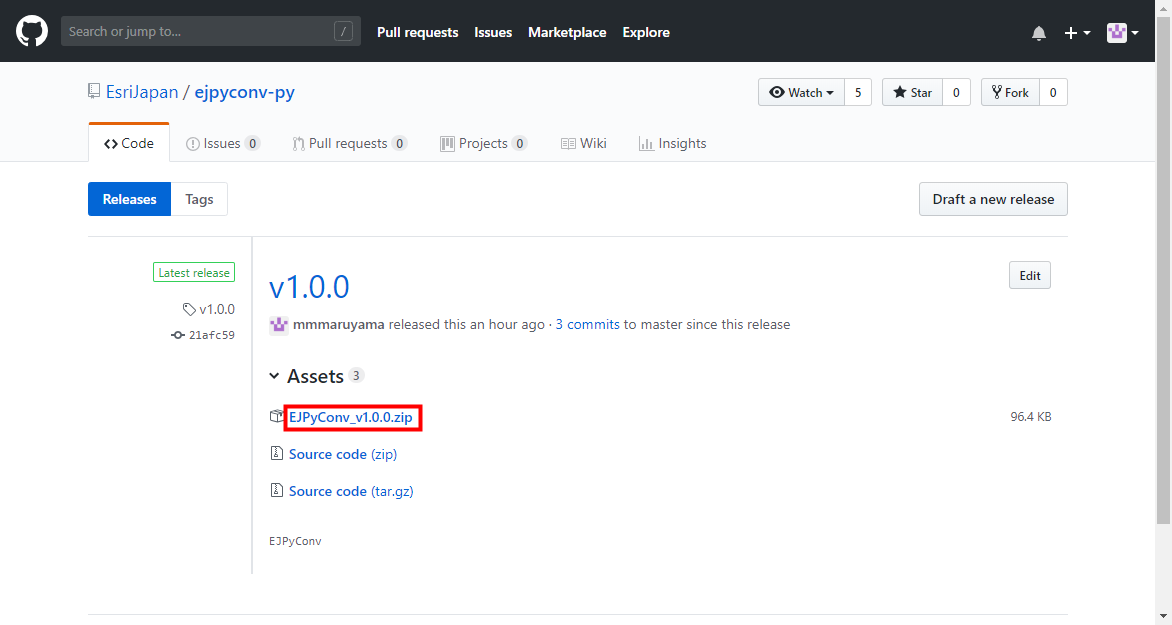 Search or jump to... /
Pull requests Issues Marketplace Explore
EsriJapan / ejpyconv-py
Watch 5 Star 0 Fork 0
Code Issues 0 Pull requests 0 Projects 0 Wiki Insights
Releases Tags
Draft a new release
Latest release
v1.0.0
21afc59
v1.0.0
Edit
mmmaruyama released this an hour ago · 3 commits to master since this release
Assets 3
EJPyConv_v1.0.0.zip 96.4 KB
Source code (zip)
Source code (tar.gz)
EJPyConv